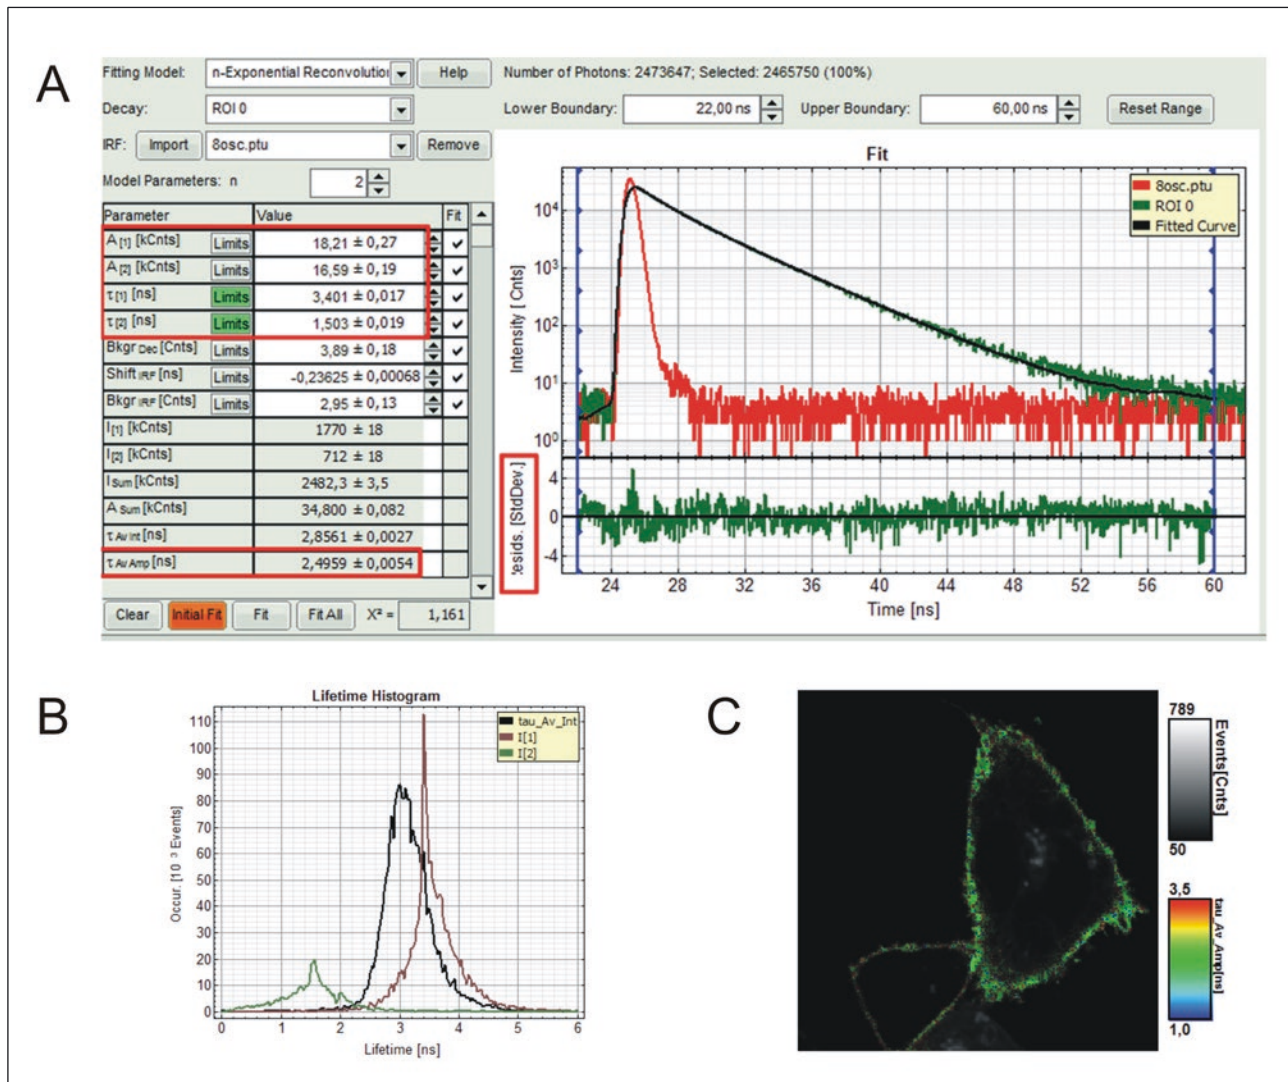 A
Fitting Model: n-Exponential Reconvolution Help
Number of Photons: 2473647; Selected: 2465750 (100%)
Decay: ROI 0
Lower Boundary: 22,00 ns Upper Boundary: 60,00 ns Reset Range
IRF: Import 8osc.ptu Remove
Model Parameters: n 2
Parameter Value Fit
A [1] [kCnts] Limits 18,21 ± 0,27
A [2] [kCnts] Limits 16,59 ± 0,19
τ [1] [ns] Limits 3,401 ± 0,017
τ [2] [ns] Limits 1,503 ± 0,019
Bkgr Dec [Cnts] Limits 3,89 ± 0,18
Shift IRF [ns] Limits -0,23625 ± 0,00068
Bkgr IRF [Cnts] Limits 2,95 ± 0,13
I [1] [kCnts] 1770 ± 18
I [2] [kCnts] 712 ± 18
I Sum [kCnts] 2482,3 ± 3,5
A Sum [kCnts] 34,800 ± 0,082
τ Av Int [ns] 2,8561 ± 0,0027
τ Av Amp [ns] 2,4959 ± 0,0054
Clear Initial Fit Fit Fit All X² = 1,161
Fit
8osc.ptu
ROI 0
Fitted Curve
Intensity [ Cnts]
10⁴
10³
10²
10¹
10⁰
esids. [StdDev.]
4
0
-4
24 28 32 36 40 44 48 52 56 60
Time [ns]
B
Lifetime Histogram
tau_Av_Int
I[1]
I[2]
Occur. [10 ³ Events]
110
100
90
80
70
60
50
40
30
20
10
0
0 1 2 3 4 5 6
Lifetime [ns]
C
789
Events[Cnts]
50
3,5
tau_Av_Amp[ns]
1,0